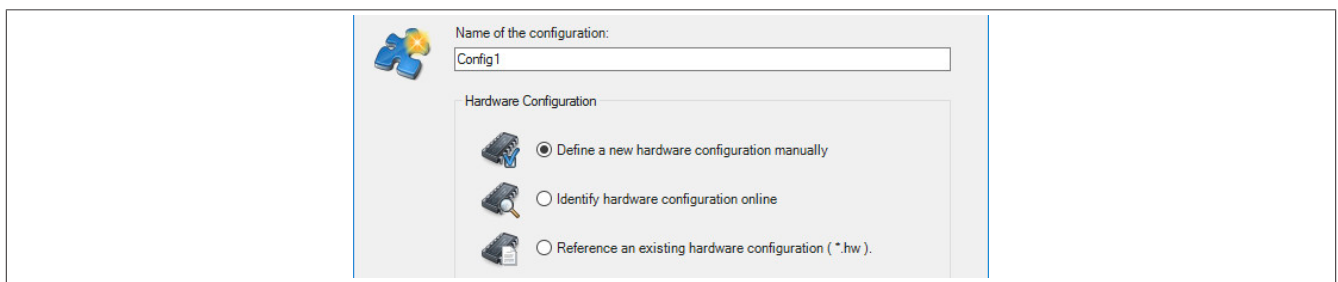 Name of the configuration:
Config1
Hardware Configuration
Define a new hardware configuration manually
Identify hardware configuration online
Reference an existing hardware configuration ( *.hw ).